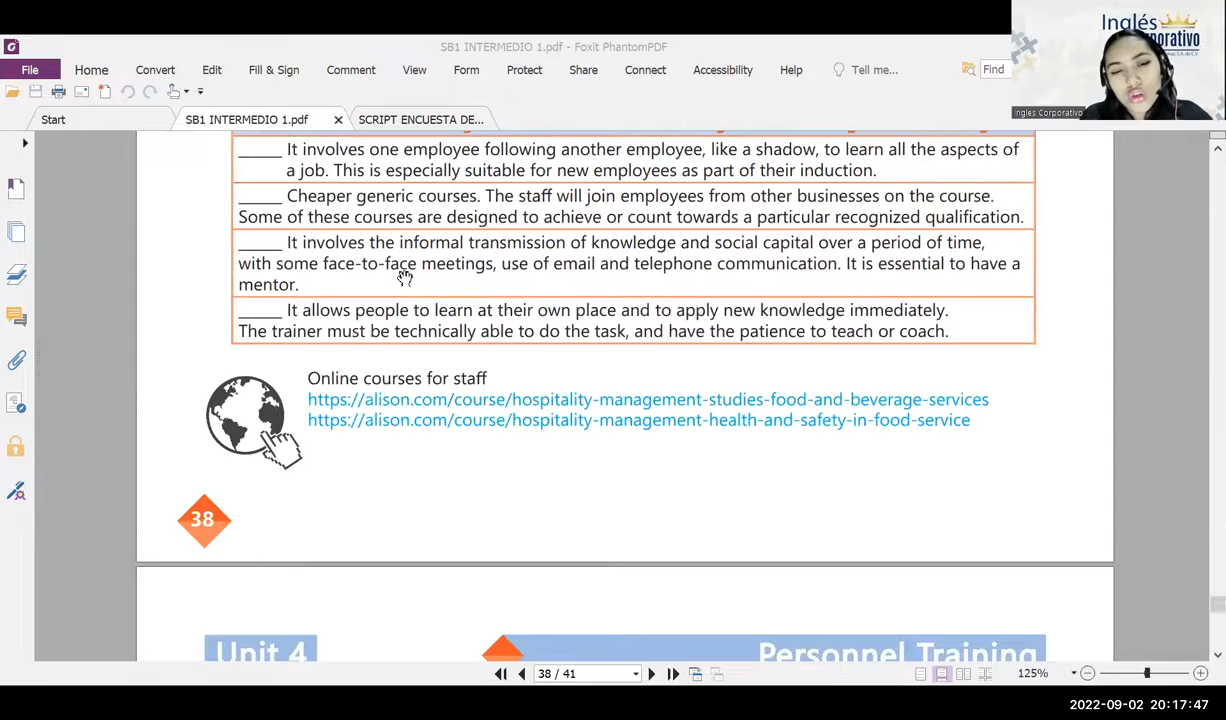 SB1 INTERMEDIO 1.pdf - Foxit PhantomPDF
Inglés
File Home Convert Edit Fill & Sign Comment View Form Protect Share Connect Accessibility Help Tell me... Find
Ingles Corporativo
Start SB1 INTERMEDIO 1.pdf SCRIPT ENCUESTA DE...
_____ It involves one employee following another employee, like a shadow, to learn all the aspects of
a job. This is especially suitable for new employees as part of their induction.
_____ Cheaper generic courses. The staff will join employees from other businesses on the course.
Some of these courses are designed to achieve or count towards a particular recognized qualification.
_____ It involves the informal transmission of knowledge and social capital over a period of time,
with some face-to-face meetings, use of email and telephone communication. It is essential to have a
mentor.
_____ It allows people to learn at their own place and to apply new knowledge immediately.
The trainer must be technically able to do the task, and have the patience to teach or coach.
Online courses for staff
https://alison.com/course/hospitality-management-studies-food-and-beverage-services
https://alison.com/course/hospitality-management-health-and-safety-in-food-service
38
Unit 4 Personnel Training
38 / 41
125%
2022-09-02 20:17:47